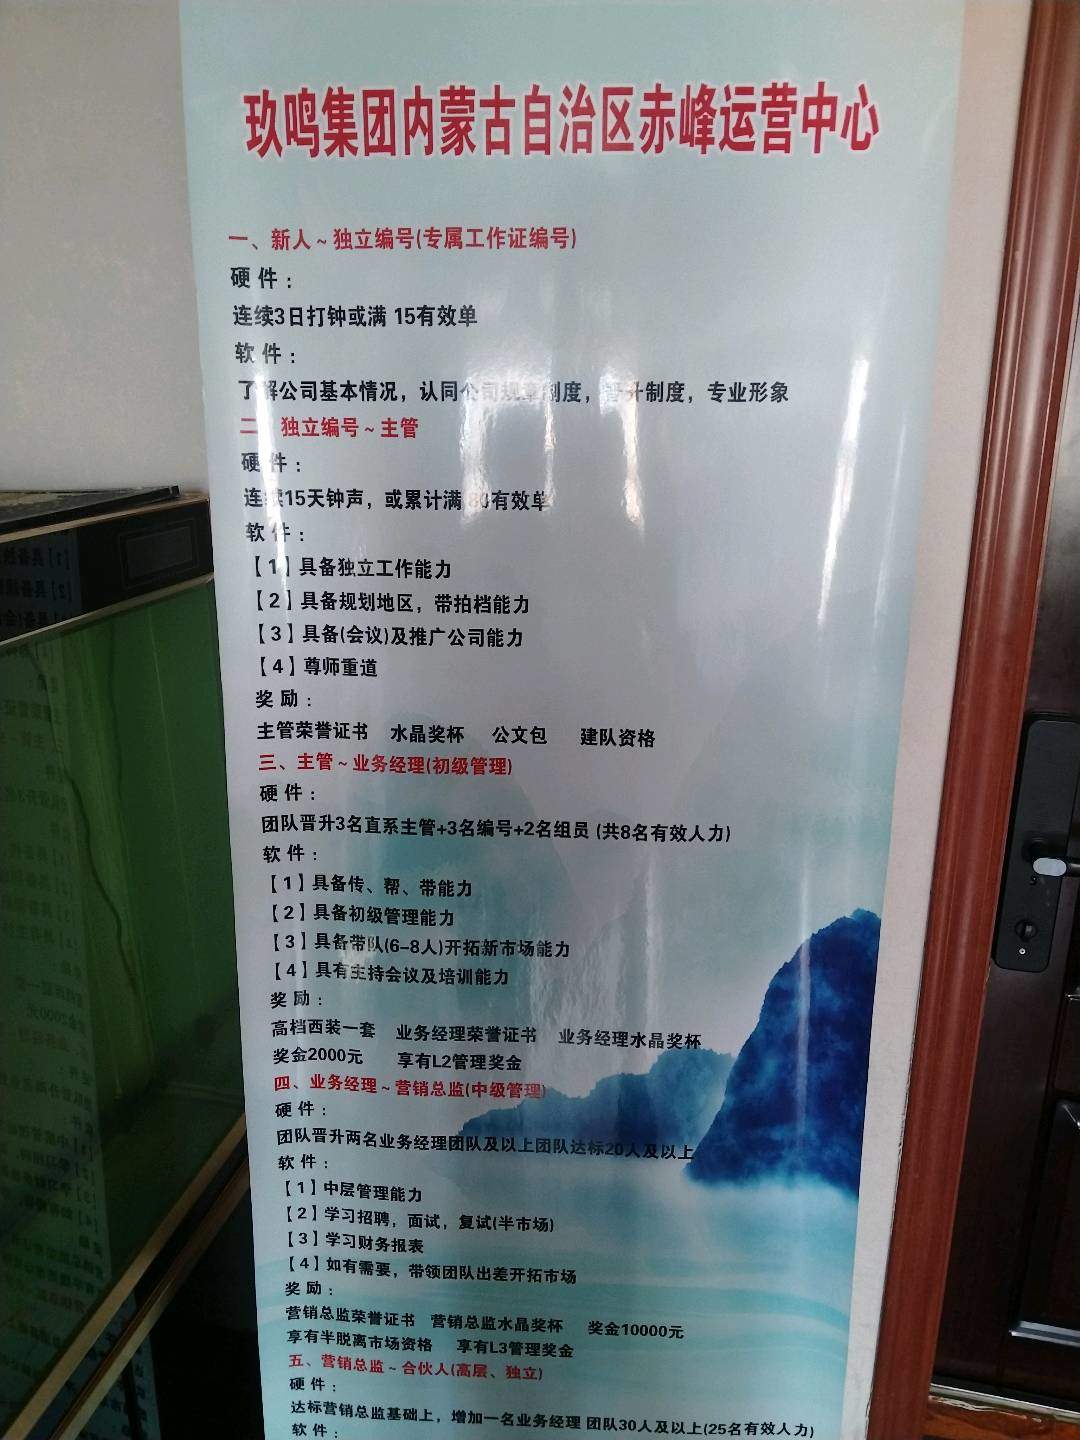 玖鸣集团内蒙古自治区赤峰运营中心
一、新人~独立编号(专属工作证编号)
硬件：
连续3日打钟或满 15有效单
软件：
了解公司基本情况，认同公司规章制度，晋升制度，专业形象
二、独立编号~主管
硬件：
连续15天钟声，或累计满 80有效单
软件：
【1】具备独立工作能力
【2】具备规划地区，带拍档能力
【3】具备(会议)及推广公司能力
【4】尊师重道
奖励：
主管荣誉证书 水晶奖杯 公文包 建队资格
三、主管~业务经理(初级管理)
硬件：
团队晋升3名直系主管+3名编号+2名组员 (共8名有效人力)
软件：
【1】具备传、帮、带能力
【2】具备初级管理能力
【3】具备带队(6-8人)开拓新市场能力
【4】具有主持会议及培训能力
奖励：
高档西装一套 业务经理荣誉证书 业务经理水晶奖杯
奖金2000元 享有L2管理奖金
四、业务经理~营销总监(中级管理)
硬件：
团队晋升两名业务经理团队及以上团队达标20人及以上
软件：
【1】中层管理能力
【2】学习招聘，面试，复试(半市场)
【3】学习财务报表
【4】如有需要，带领团队出差开拓市场
奖励：
营销总监荣誉证书 营销总监水晶奖杯 奖金10000元
享有半脱离市场资格 享有L3管理奖金
五、营销总监~合伙人(高层、独立)
硬件：
达标营销总监基础上，增加一名业务经理 团队30人及以上(25名有效人力)
软件：